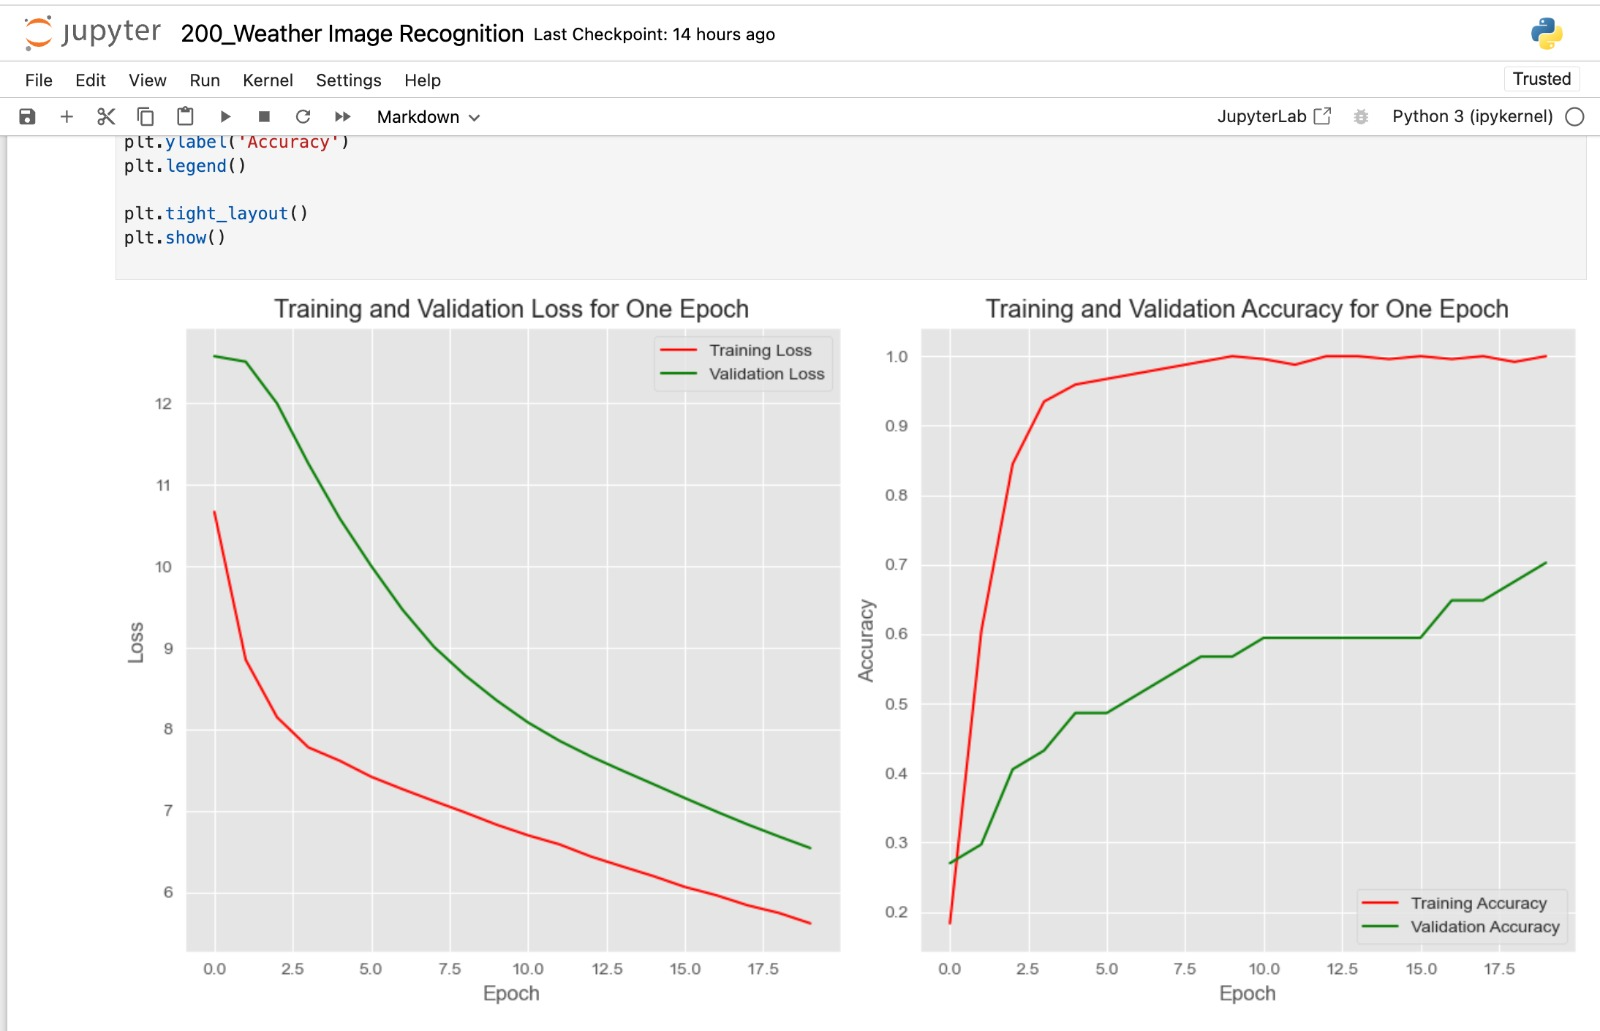 jupyter 200_Weather Image Recognition Last Checkpoint: 14 hours ago
File Edit View Run Kernel Settings Help Trusted
Markdown JupyterLab Python 3 (ipykernel)
plt.ylabel('Accuracy')
plt.legend()
plt.tight_layout()
plt.show()
Training and Validation Loss for One Epoch
Training Loss
Validation Loss
12
11
10
9
8
7
6
Loss
0.0 2.5 5.0 7.5 10.0 12.5 15.0 17.5
Epoch
Training and Validation Accuracy for One Epoch
1.0
0.9
0.8
0.7
0.6
0.5
0.4
0.3
0.2
Accuracy
Training Accuracy
Validation Accuracy
0.0 2.5 5.0 7.5 10.0 12.5 15.0 17.5
Epoch